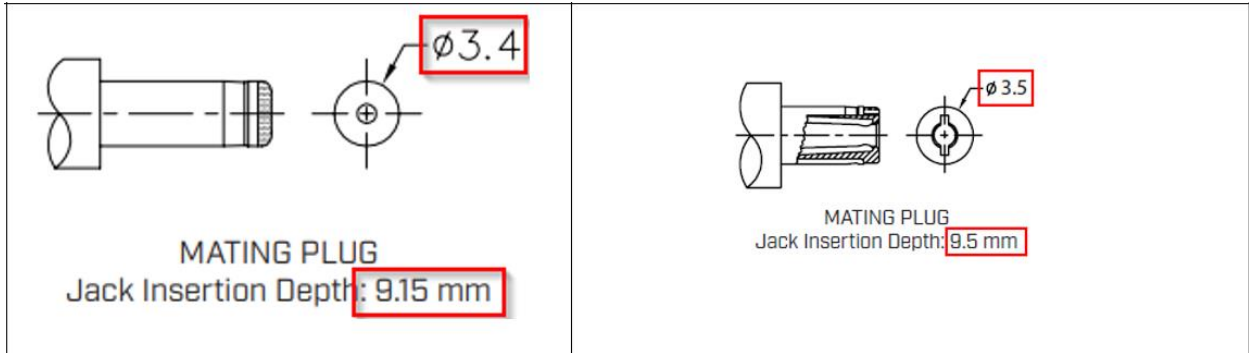 Ø3.4
MATING PLUG
Jack Insertion Depth: 9.15 mm
Ø 3.5
MATING PLUG
Jack Insertion Depth: 9.5 mm